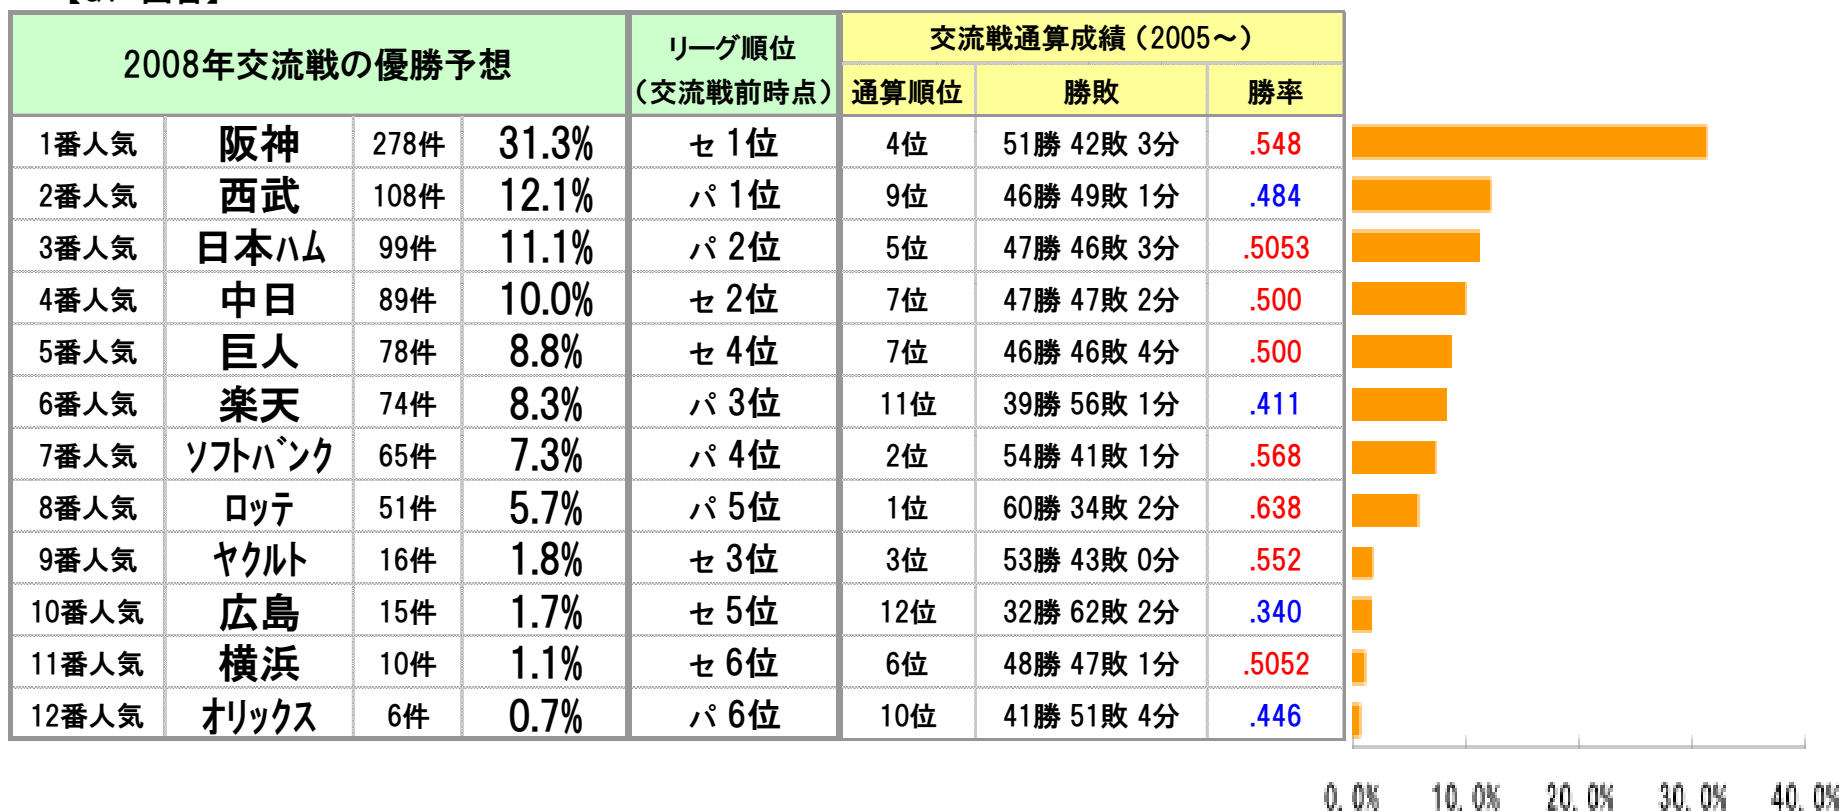 2008年交流戦の優勝予想 リーグ順位 (交流戦前時点) 交流戦通算成績(2005～)
通算順位 勝敗 勝率
1番人気 阪神 278件 31.3% セ 1位 4位 51勝 42敗 3分 .548
2番人気 西武 108件 12.1% パ 1位 9位 46勝 49敗 1分 .484
3番人気 日本ハム 99件 11.1% パ 2位 5位 47勝 46敗 3分 .5053
4番人気 中日 89件 10.0% セ 2位 7位 47勝 47敗 2分 .500
5番人気 巨人 78件 8.8% セ 4位 7位 46勝 46敗 4分 .500
6番人気 楽天 74件 8.3% パ 3位 11位 39勝 56敗 1分 .411
7番人気 ソフトバンク 65件 7.3% パ 4位 2位 54勝 41敗 1分 .568
8番人気 ロッテ 51件 5.7% パ 5位 1位 60勝 34敗 2分 .638
9番人気 ヤクルト 16件 1.8% セ 3位 3位 53勝 43敗 0分 .552
10番人気 広島 15件 1.7% セ 5位 12位 32勝 62敗 2分 .340
11番人気 横浜 10件 1.1% セ 6位 6位 48勝 47敗 1分 .5052
12番人気 オリックス 6件 0.7% パ 6位 10位 41勝 51敗 4分 .446
0.0% 10.0% 20.0% 30.0% 40.0%